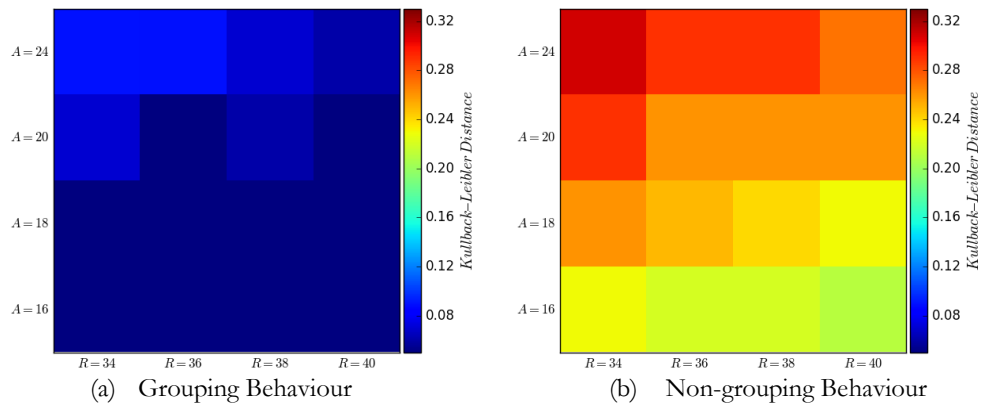 A = 24
A = 20
A = 18
A = 16
R = 34
R = 36
R = 38
R = 40
0.32
0.28
0.24
0.20
0.16
0.12
0.08
Kullback–Leibler Distance
(a) Grouping Behaviour
A = 24
A = 20
A = 18
A = 16
R = 34
R = 36
R = 38
R = 40
0.32
0.28
0.24
0.20
0.16
0.12
0.08
Kullback–Leibler Distance
(b) Non-grouping Behaviour